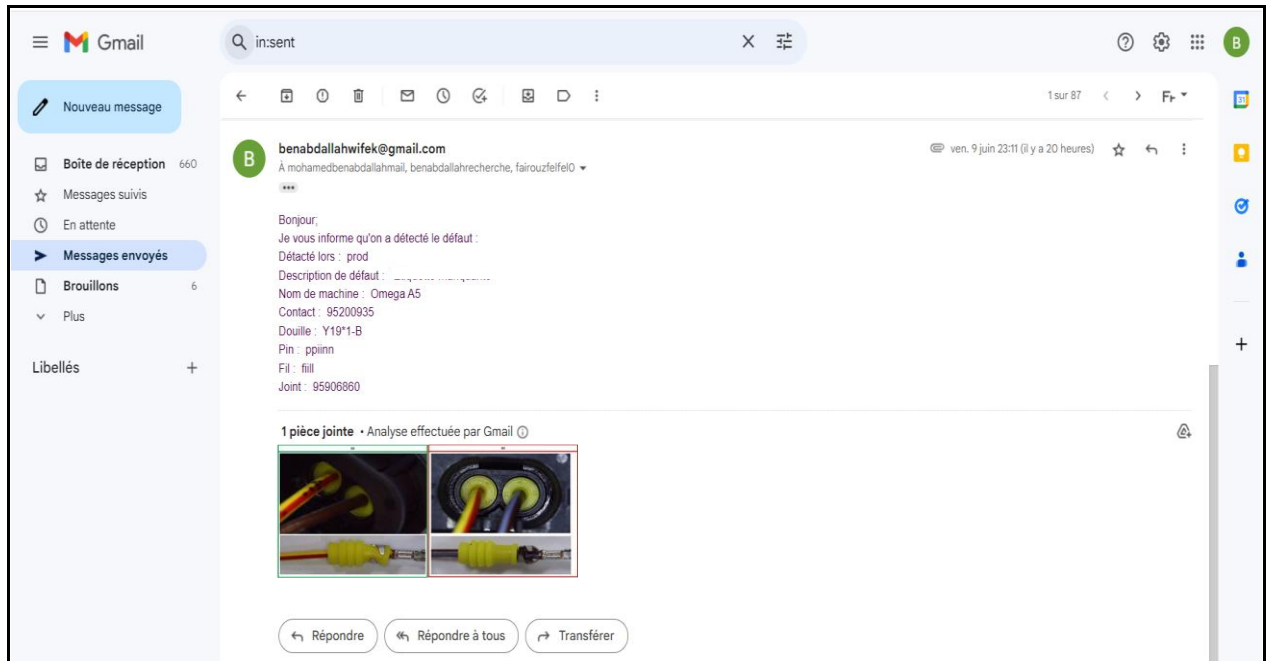 Gmail
in:sent
B
Nouveau message
1 sur 87
Fr
31
Boîte de réception 660
Messages suivis
En attente
Messages envoyés
Brouillons 6
Plus
Libellés
B
benabdallahwifek@gmail.com
ven. 9 juin 23:11 (il y a 20 heures)
À mohamedbenabdallahmail, benabdallahrecherche, fairouzfelfel0
Bonjour;
Je vous informe qu'on a détecté le défaut :
Détacté lors : prod
Description de défaut :
Nom de machine : Omega A5
Contact : 95200935
Douille : Y19*1-B
Pin : ppiinn
Fil : fiill
Joint : 95906860
1 pièce jointe • Analyse effectuée par Gmail
Répondre
Répondre à tous
Transférer